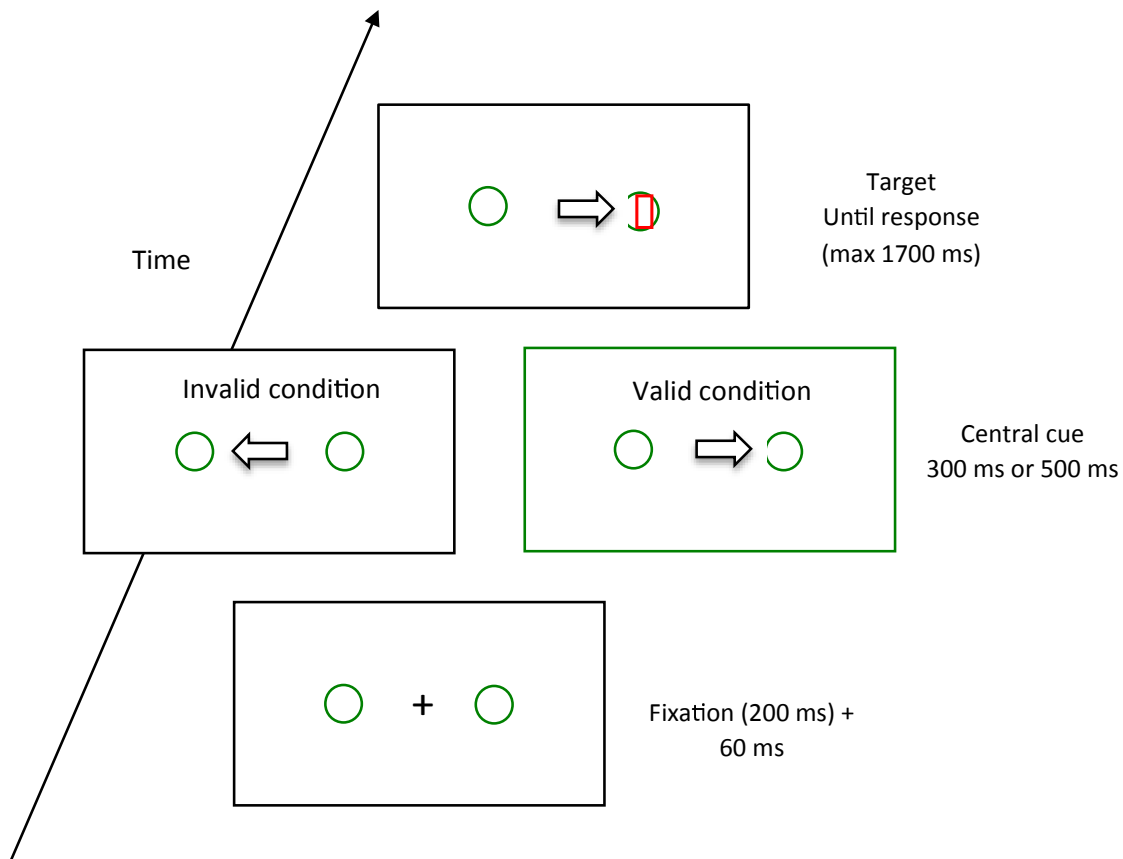 Target
Until response
(max 1700 ms)
Time
Invalid condition
Valid condition
Central cue
300 ms or 500 ms
+
Fixation (200 ms) +
60 ms